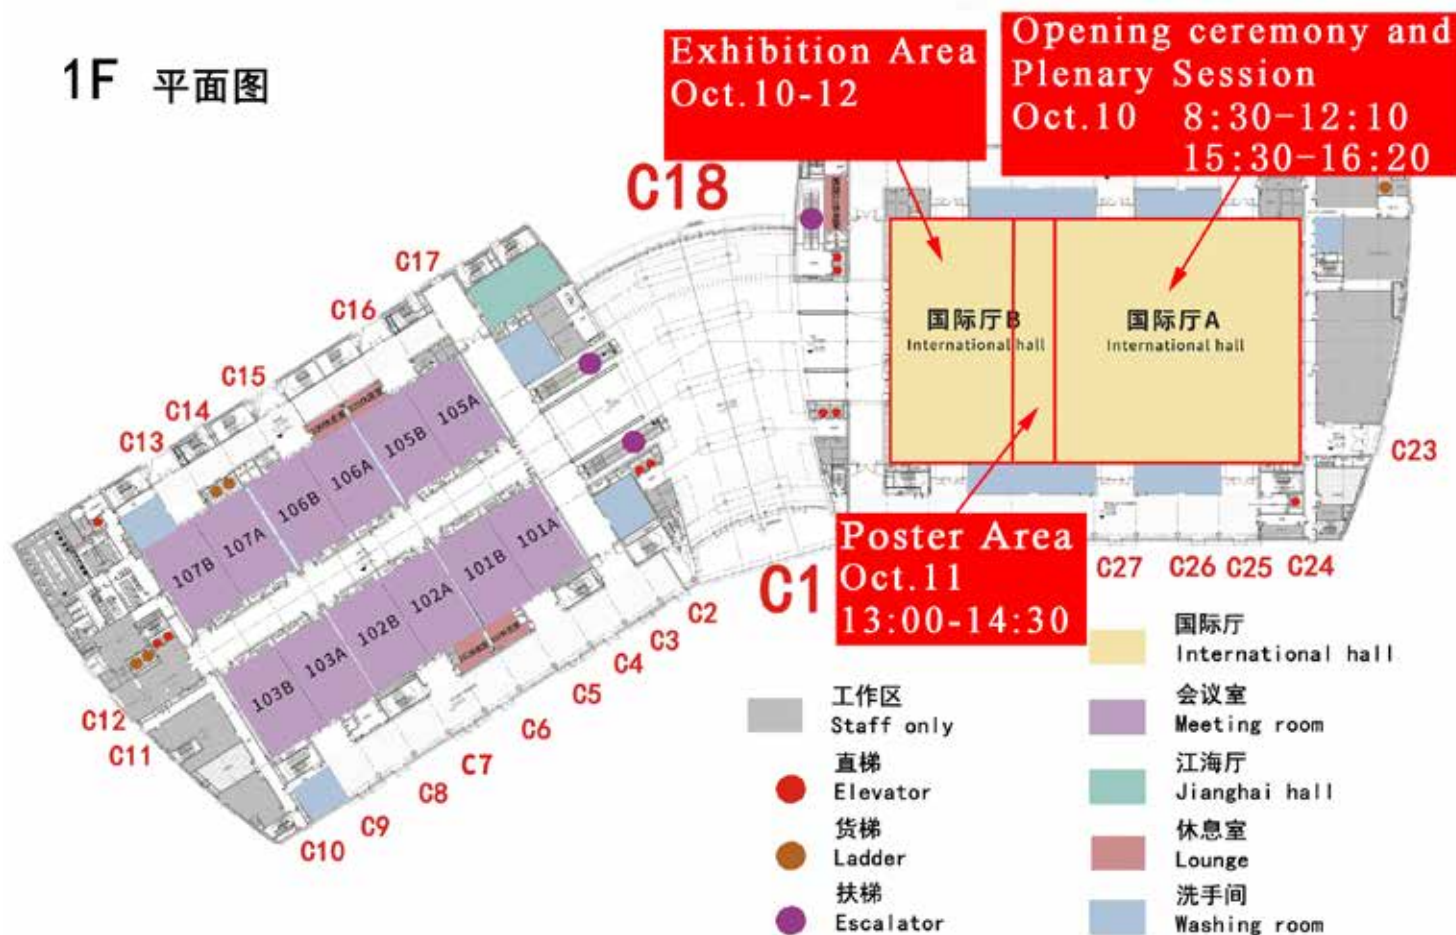 1F 平面图
Exhibition Area
Oct.10-12
Opening ceremony and
Plenary Session
Oct.10 8:30-12:10
15:30-16:20
C18
C17
C16
C15
C14
C13
国际厅B
International hall
国际厅A
International hall
105A
105B
106A
106B
107A
107B
101A
101B
102A
102B
103A
103B
C23
Poster Area
Oct.11
13:00-14:30
C1
C27
C26
C25
C24
C2
C3
C4
C5
C6
C7
C8
C9
C10
C11
C12
工作区
Staff only
直梯
Elevator
货梯
Ladder
扶梯
Escalator
国际厅
International hall
会议室
Meeting room
江海厅
Jianghai hall
休息室
Lounge
洗手间
Washing room